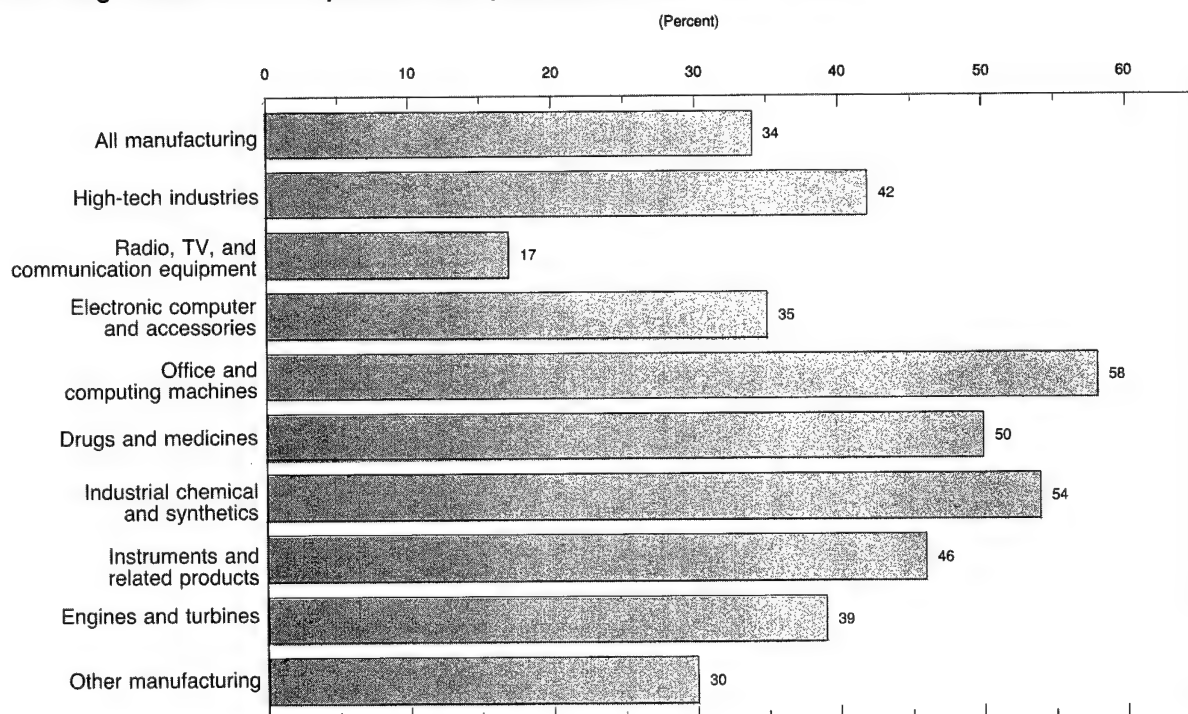 (Percent)
0 10 20 30 40 50 60
All manufacturing 34
High-tech industries 42
Radio, TV, and
communication equipment 17
Electronic computer
and accessories 35
Office and
computing machines 58
Drugs and medicines 50
Industrial chemical
and synthetics 54
Instruments and
related products 46
Engines and turbines 39
Other manufacturing 30